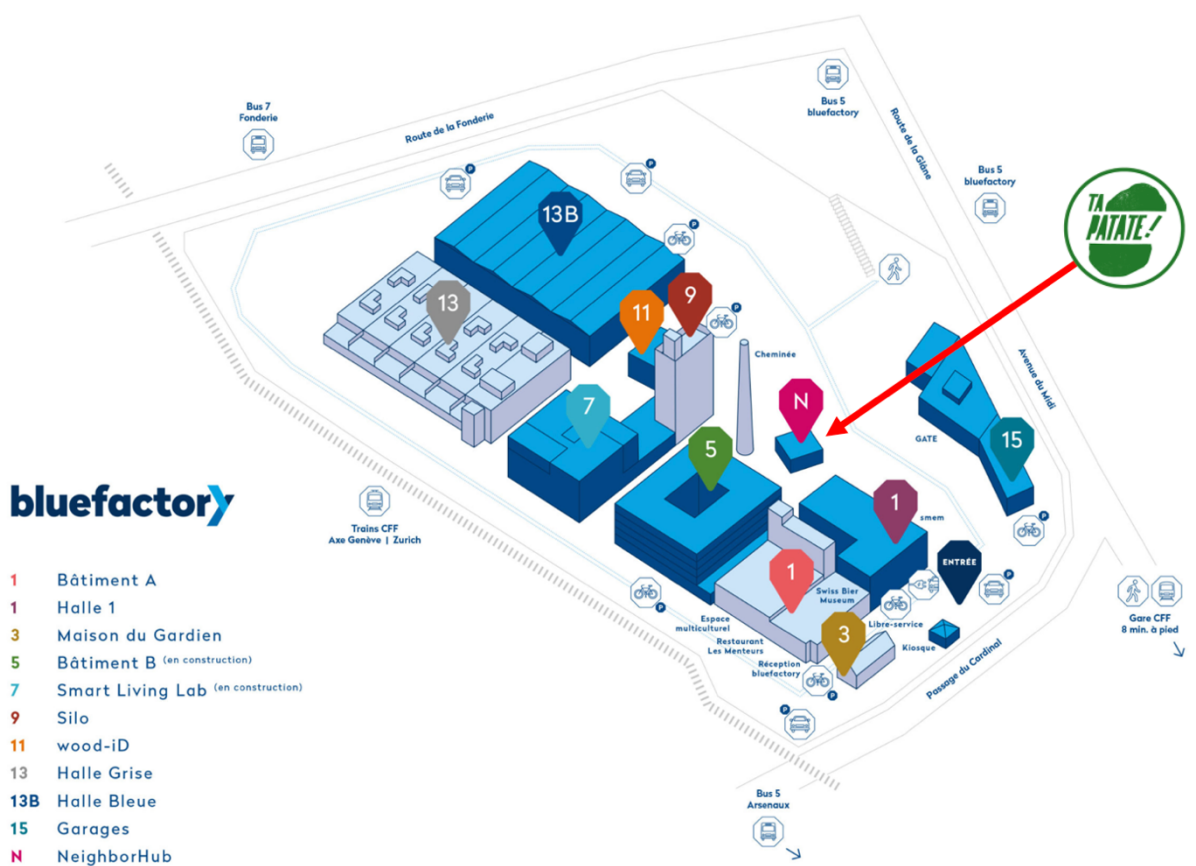 Bus 7
Fonderie
Route de la Fonderie
Bus 5
bluefactory
Route de la Glâne
Bus 5
bluefactory
TA
PATATE!
P
P
13B
P
13
11
9
P
Cheminée
Avenue du Midi
N
7
5
GATE
15
P
1
smem
bluefactory
Trains CFF
Axe Genève | Zurich
ENTRÉE
P
1
Swiss Bier
Museum
Gare CFF
8 min. à pied
P
Espace
multiculturel
Libre-service
3
Restaurant
Les Menteurs
Kiosque
Réception
bluefactory
P
Passage du Cardinal
P
Bus 5
Arsenaux
1 Bâtiment A
1 Halle 1
3 Maison du Gardien
5 Bâtiment B (en construction)
7 Smart Living Lab (en construction)
9 Silo
11 wood-iD
13 Halle Grise
13B Halle Bleue
15 Garages
N NeighborHub